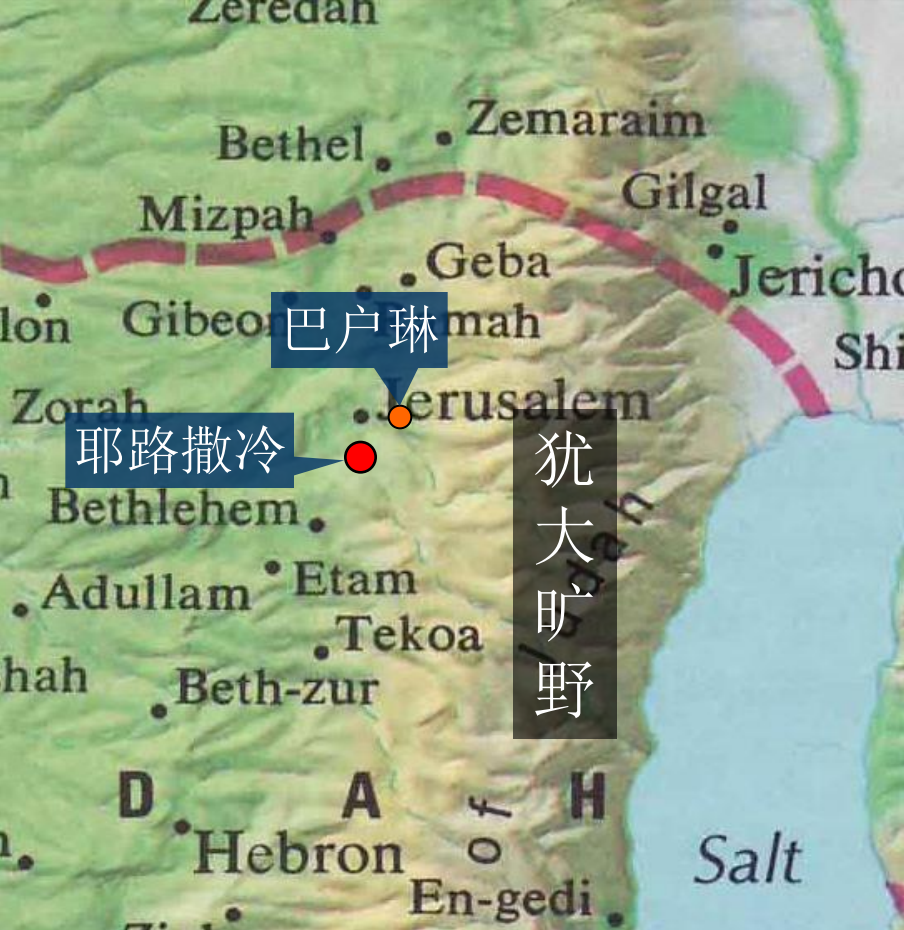 Zeredah
Zemaraim
Bethel
Gilgal
Mizpah
Geba
Jericho
lon
Gibeon
mah
巴户琳
Shi
Zorah
Jerusalem
耶路撒冷
犹大旷野
Judah
Bethlehem
Etam
Adullam
Tekoa
hah
Beth-zur
D A H
of
Hebron
Salt
En-gedi